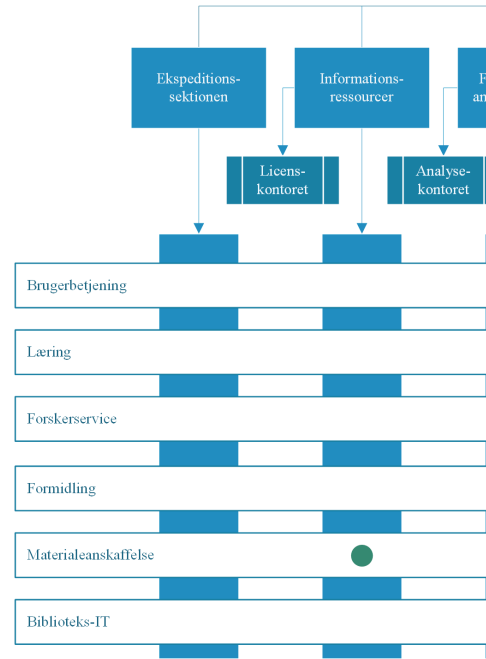 Ekspeditions-
sektionen
Informations-
ressourcer
Licens-
kontoret
Analyse-
kontoret
Brugerbetjening
Læring
Forskerservice
Formidling
Materialeanskaffelse
Biblioteks-IT